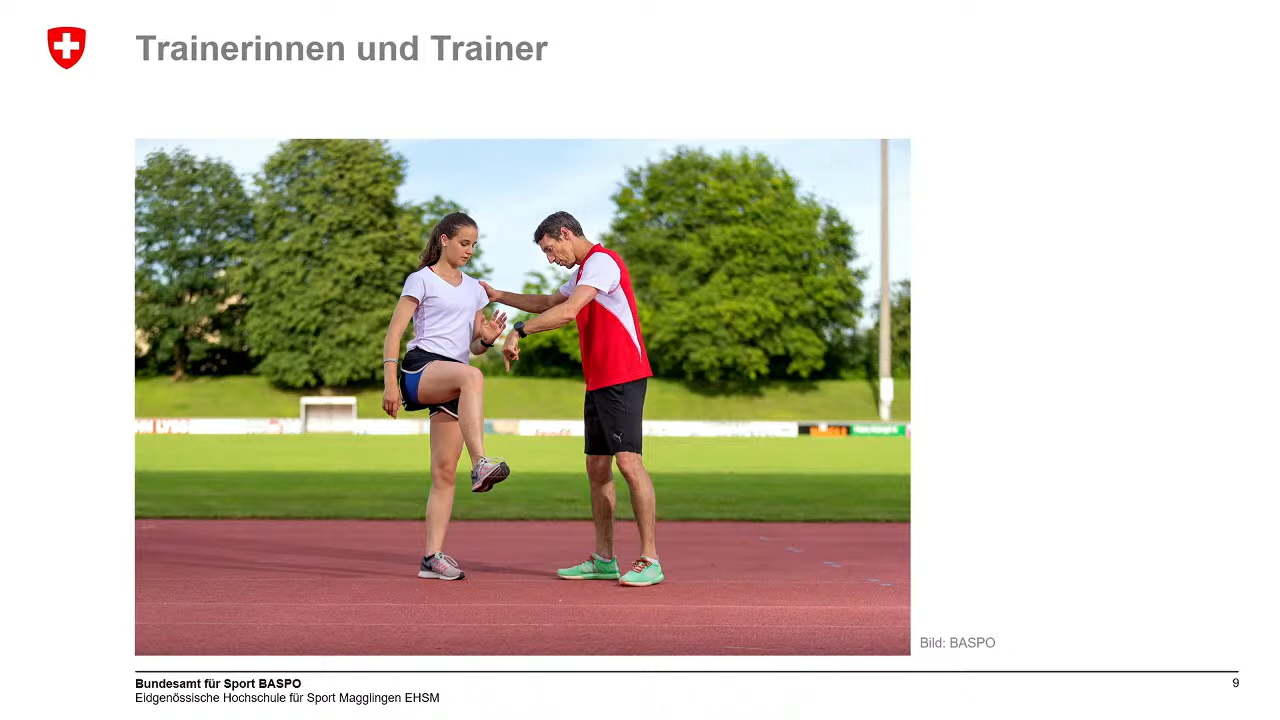 Trainerinnen und Trainer
Bild: BASPO
Bundesamt für Sport BASPO
9
Eidgenössische Hochschule für Sport Magglingen EHSM